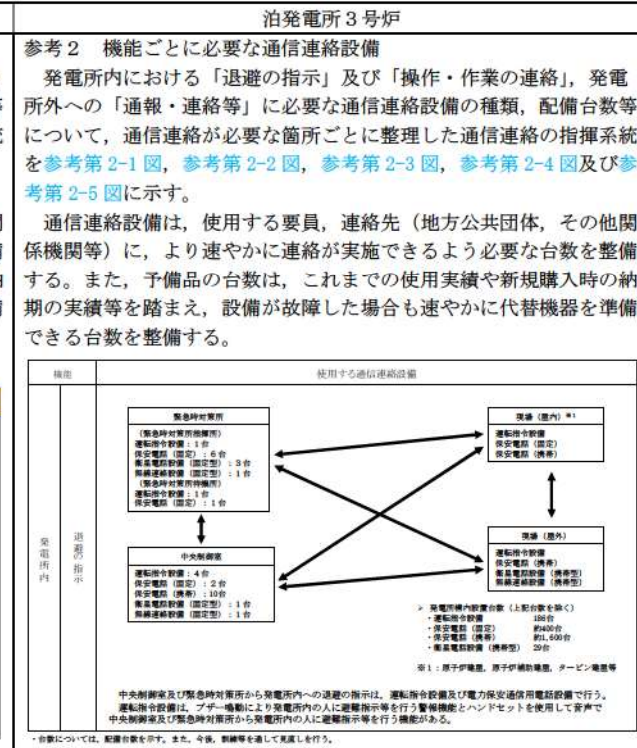 泊発電所3号炉
参考2 機能ごとに必要な通信連絡設備
発電所内における「退避の指示」及び「操作・作業の連絡」,発電
所外への「通報・連絡等」に必要な通信連絡設備の種類,配備台数等
について,通信連絡が必要な箇所ごとに整理した通信連絡の指揮系統
を参考第2-1図,参考第2-2図,参考第2-3図,参考第2-4図及び参
考第2-5図に示す。
通信連絡設備は,使用する要員,連絡先(地方公共団体,その他関
係機関等)に,より速やかに連絡が実施できるよう必要な台数を整備
する。また,予備品の台数は,これまでの使用実績や新規購入時の納
期の実績等を踏まえ,設備が故障した場合も速やかに代替機器を準備
できる台数を整備する。
機能
使用する通信連絡設備
発電所内
退避の指示
緊急時対策所
(緊急時対策所指揮所)
運転指令設備:1台
保安電話(固定):6台
衛星電話設備(固定型):3台
無線連絡設備(固定型):1台
(緊急時対策所待機所)
運転指令設備:1台
保安電話(固定):1台
現場(屋内)※1
運転指令設備
保安電話(固定)
保安電話(携帯)
中央制御室
運転指令設備:4台
保安電話(固定):2台
保安電話(携帯):10台
衛星電話設備(固定型):1台
無線連絡設備(固定型):1台
現場(屋外)
運転指令設備
保安電話(携帯)
衛星電話設備(携帯型)
無線連絡設備(携帯型)
➢ 発電所構内設置台数(上記台数を除く)
・運転指令設備 186台
・保安電話(固定) 約400台
・保安電話(携帯) 約1,600台
・衛星電話設備(携帯型) 29台
※1:原子炉建屋,原子炉補助建屋,タービン建屋等
中央制御室及び緊急時対策所から発電所内への退避の指示は,運転指令設備及び電力保安通信用電話設備で行う。
運転指令設備は,ブザー鳴動により発電所内の人に避難指示等を行う警報機能とハンドセットを使用して音声で
中央制御室及び緊急時対策所から発電所内の人に避難指示等を行う機能がある。
・台数については,配備台数を示す。また,今後,訓練等を通して見直しを行う。